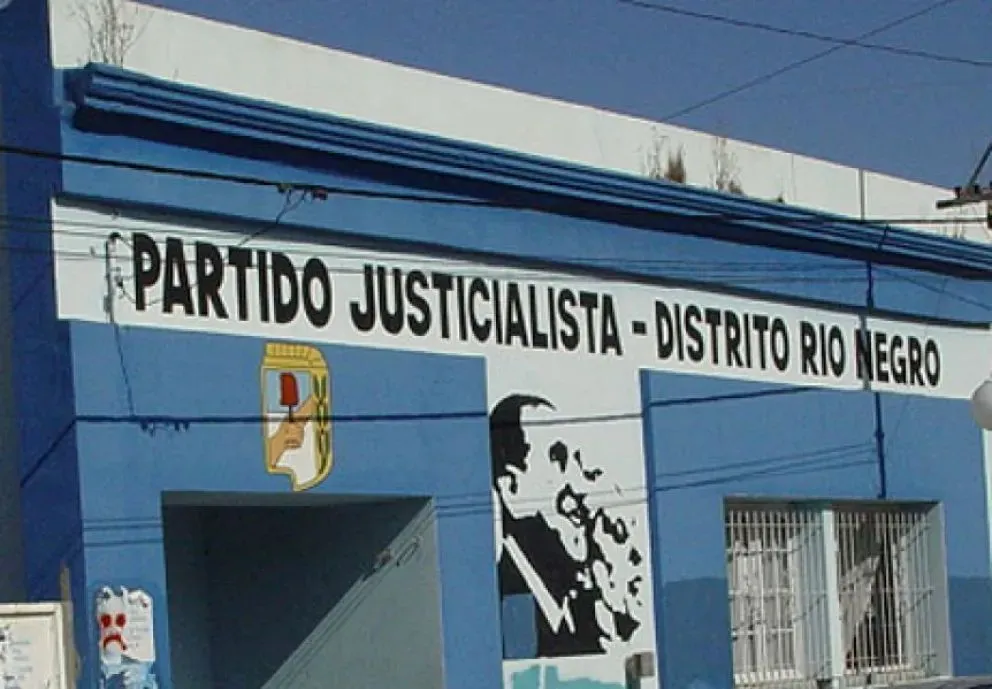 PARTIDO JUSTICIALISTA - DISTRITO RIO NEGRO